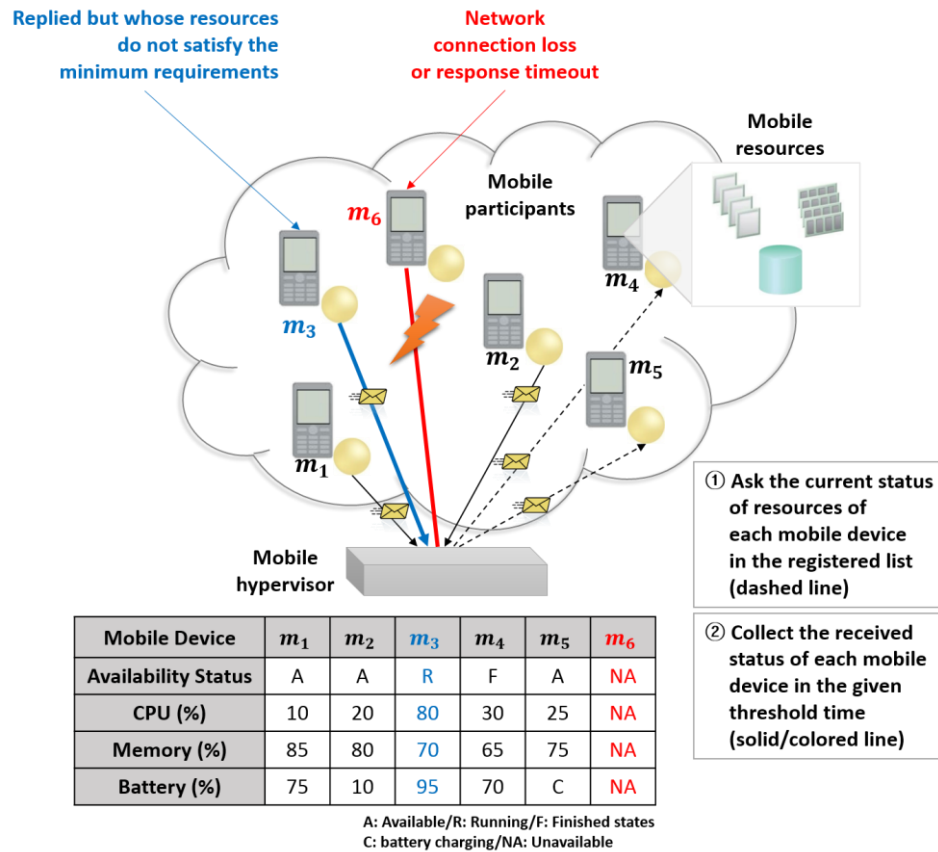 Replied but whose resources
do not satisfy the
minimum requirements
Network
connection loss
or response timeout
Mobile
resources
Mobile
participants
m6
m4
m3
m2
m5
m1
Mobile
hypervisor
① Ask the current status
of resources of
each mobile device
in the registered list
(dashed line)
② Collect the received
status of each mobile
device in the given
threshold time
(solid/colored line)
Mobile Device m1 m2 m3 m4 m5 m6
Availability Status A A R F A NA
CPU (%) 10 20 80 30 25 NA
Memory (%) 85 80 70 65 75 NA
Battery (%) 75 10 95 70 C NA
A: Available/R: Running/F: Finished states
C: battery charging/NA: Unavailable